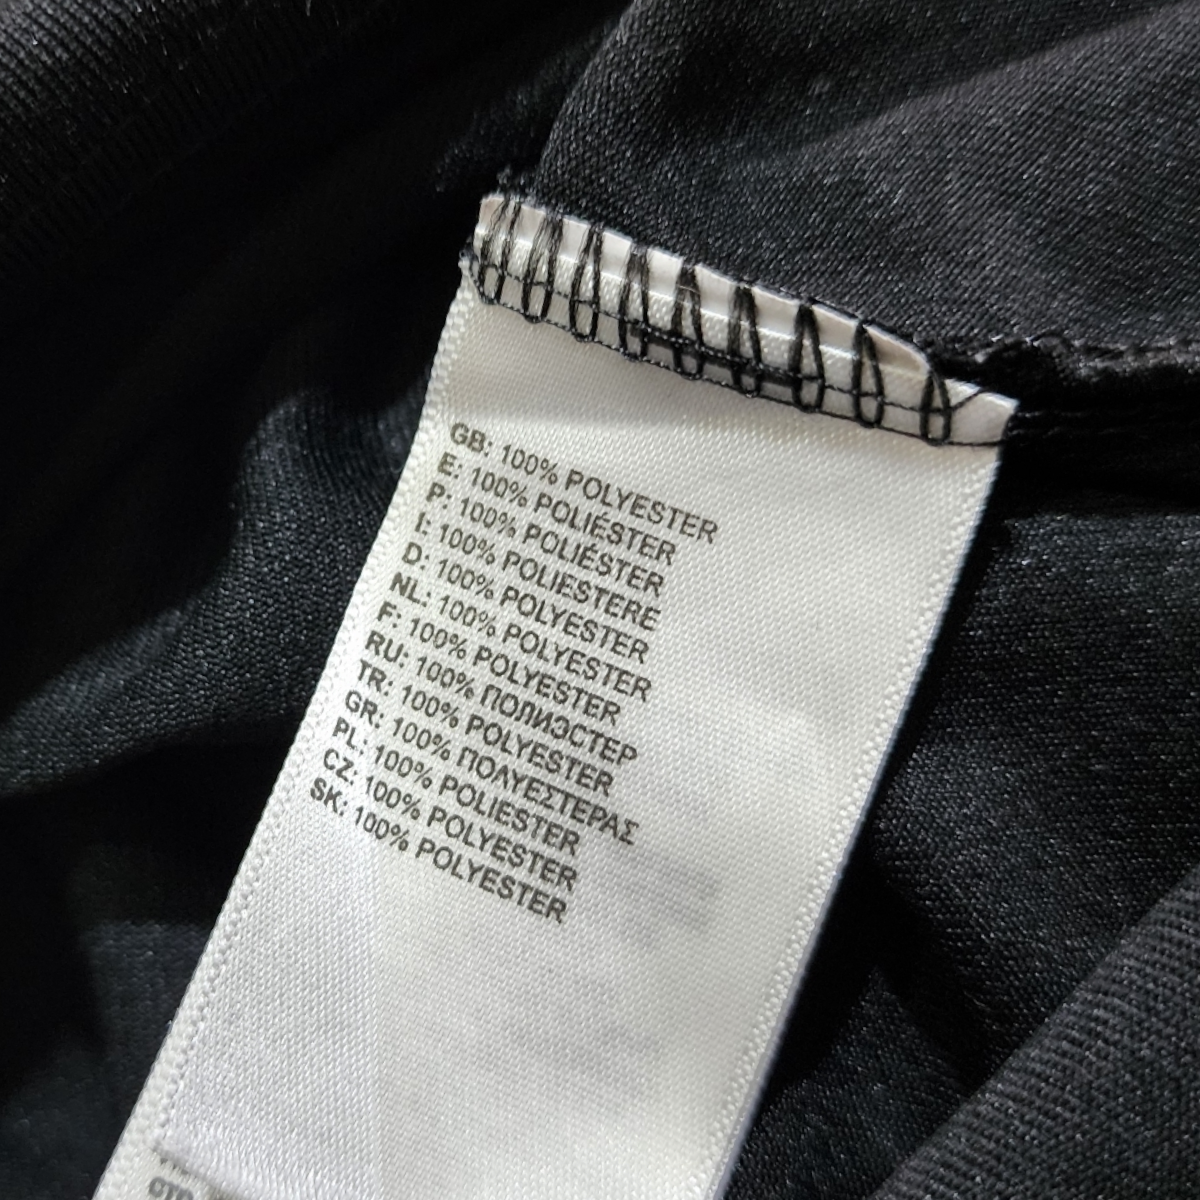 GB: 100% POLYESTER
E: 100% POLIÉSTER
P: 100% POLIÉSTER
I: 100% POLIESTERE
D: 100% POLYESTER
NL: 100% POLYESTER
F: 100% POLYESTER
RU: 100% ПОЛИЭСТЕР
TR: 100% POLYESTER
GR: 100% ΠΟΛΥΕΣΤΕΡΑΣ
PL: 100% POLIESTER
CZ: 100% POLYESTER
SK: 100% POLYESTER